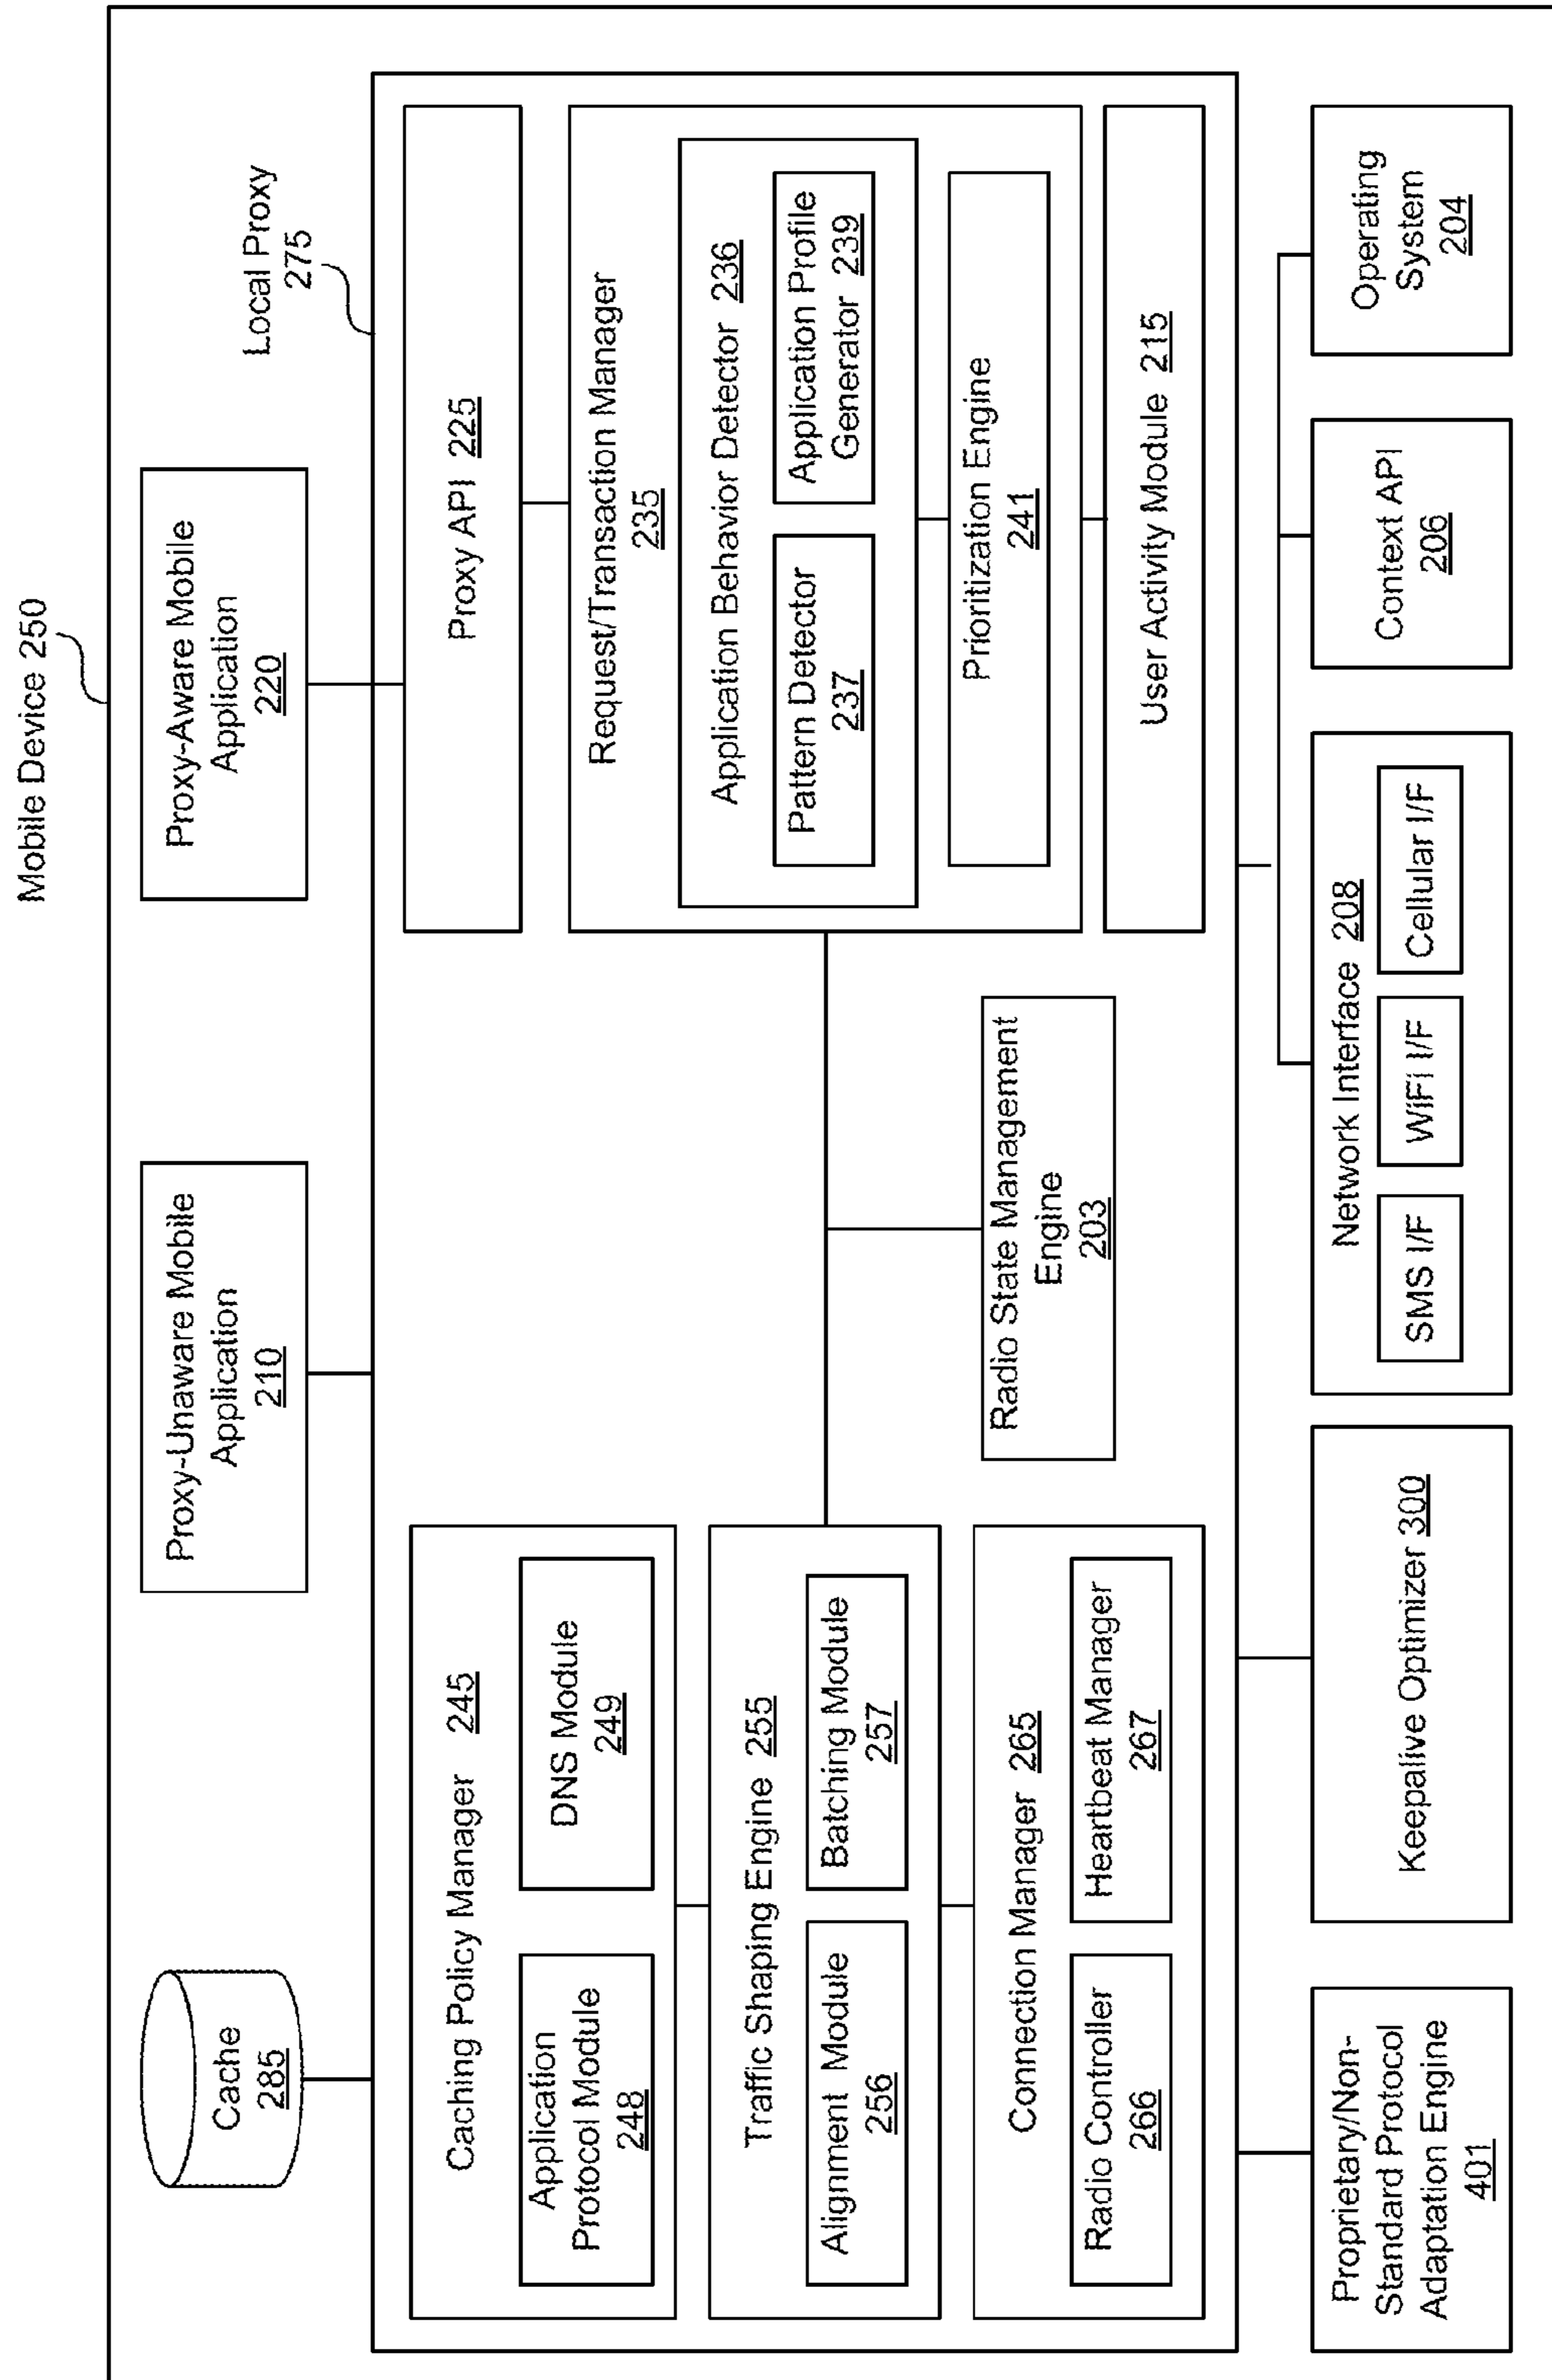 Mobile Device 250
Cache
285
Proxy-Unaware Mobile
Application
210
Proxy-Aware Mobile
Application
220
Local Proxy
275
Caching Policy Manager 245
Application
Protocol Module
248
DNS Module
249
Traffic Shaping Engine 255
Alignment Module
256
Batching Module
257
Connection Manager 265
Radio Controller
266
Heartbeat Manager
267
Radio State Management
Engine
203
Proxy API 225
Request/Transaction Manager
235
Application Behavior Detector 236
Pattern Detector
237
Application Profile
Generator 239
Prioritization Engine
241
User Activity Module 215
Proprietary/Non-
Standard Protocol
Adaptation Engine
401
Keepalive Optimizer 300
Network Interface 208
SMS I/F
WiFi I/F
Cellular I/F
Context API
206
Operating
System
204